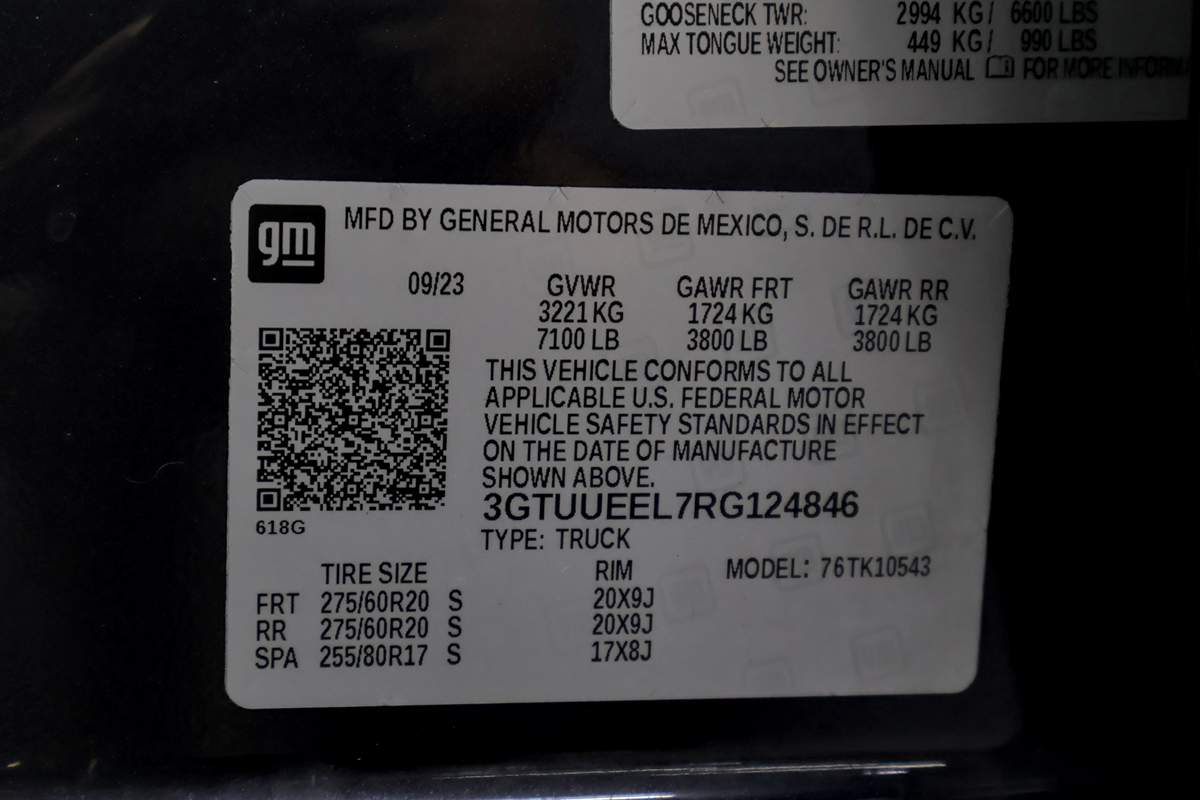 GOOSENECK TWR: 2994 KG/ 6600 LBS
MAX TONGUE WEIGHT: 449 KG/ 990 LBS
SEE OWNER'S MANUAL FOR MORE INFORM
gm
MFD BY GENERAL MOTORS DE MEXICO, S. DE R.L. DE C.V.
09/23 GVWR GAWR FRT GAWR RR
3221 KG 1724 KG 1724 KG
7100 LB 3800 LB 3800 LB
THIS VEHICLE CONFORMS TO ALL
APPLICABLE U.S. FEDERAL MOTOR
VEHICLE SAFETY STANDARDS IN EFFECT
ON THE DATE OF MANUFACTURE
SHOWN ABOVE.
3GTUUEEL7RG124846
618G
TYPE: TRUCK
TIRE SIZE RIM MODEL: 76TK10543
FRT 275/60R20 S 20X9J
RR 275/60R20 S 20X9J
SPA 255/80R17 S 17X8J